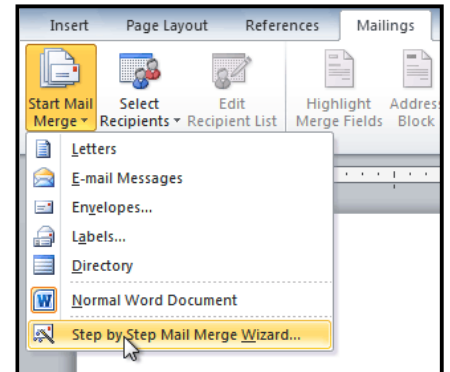 Insert Page Layout References Mailings
Start Mail Merge Select Recipients Edit Recipient List Highlight Merge Fields Address Block
Letters
E-mail Messages
Envelopes...
Labels...
Directory
Normal Word Document
Step by Step Mail Merge Wizard...